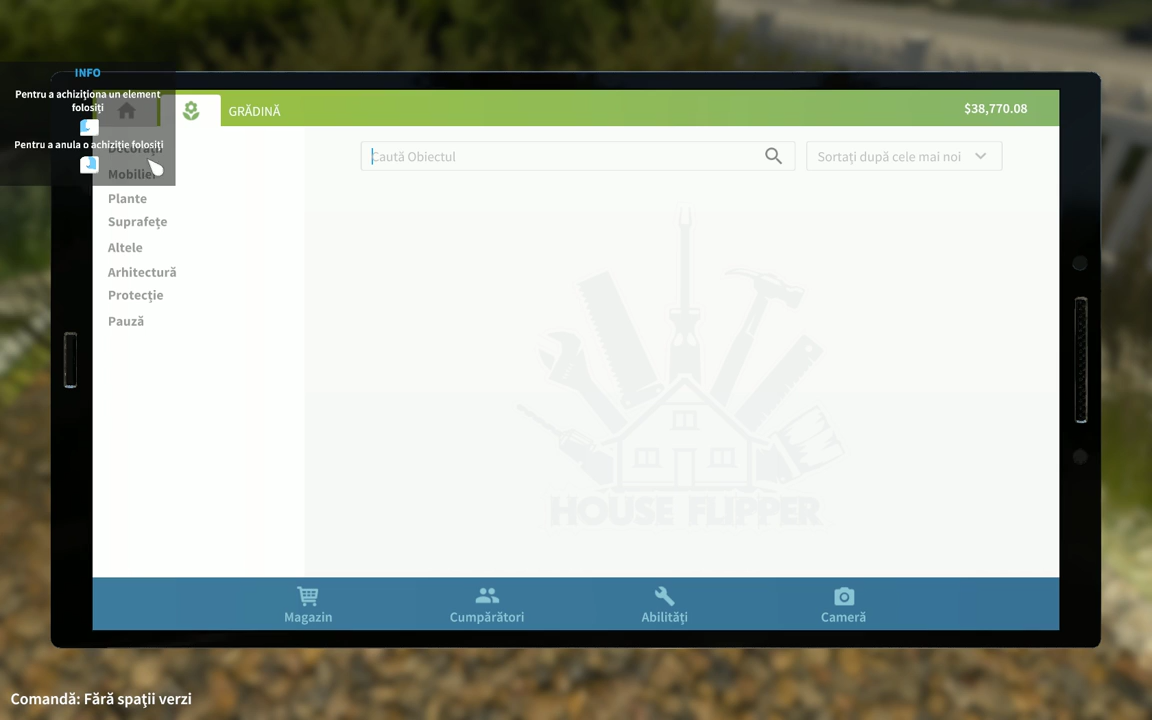 INFO
Pentru a achiziționa un element
folosiți
Pentru a anula o achiziție folosiți
GRĂDINĂ
$38,770.08
Caută Obiectul
Sortați după cele mai noi
Decorații
Mobilier
Plante
Suprafețe
Altele
Arhitectură
Protecție
Pauză
HOUSE FLIPPER
Magazin
Cumpărători
Abilități
Cameră
Comandă: Fără spații verzi